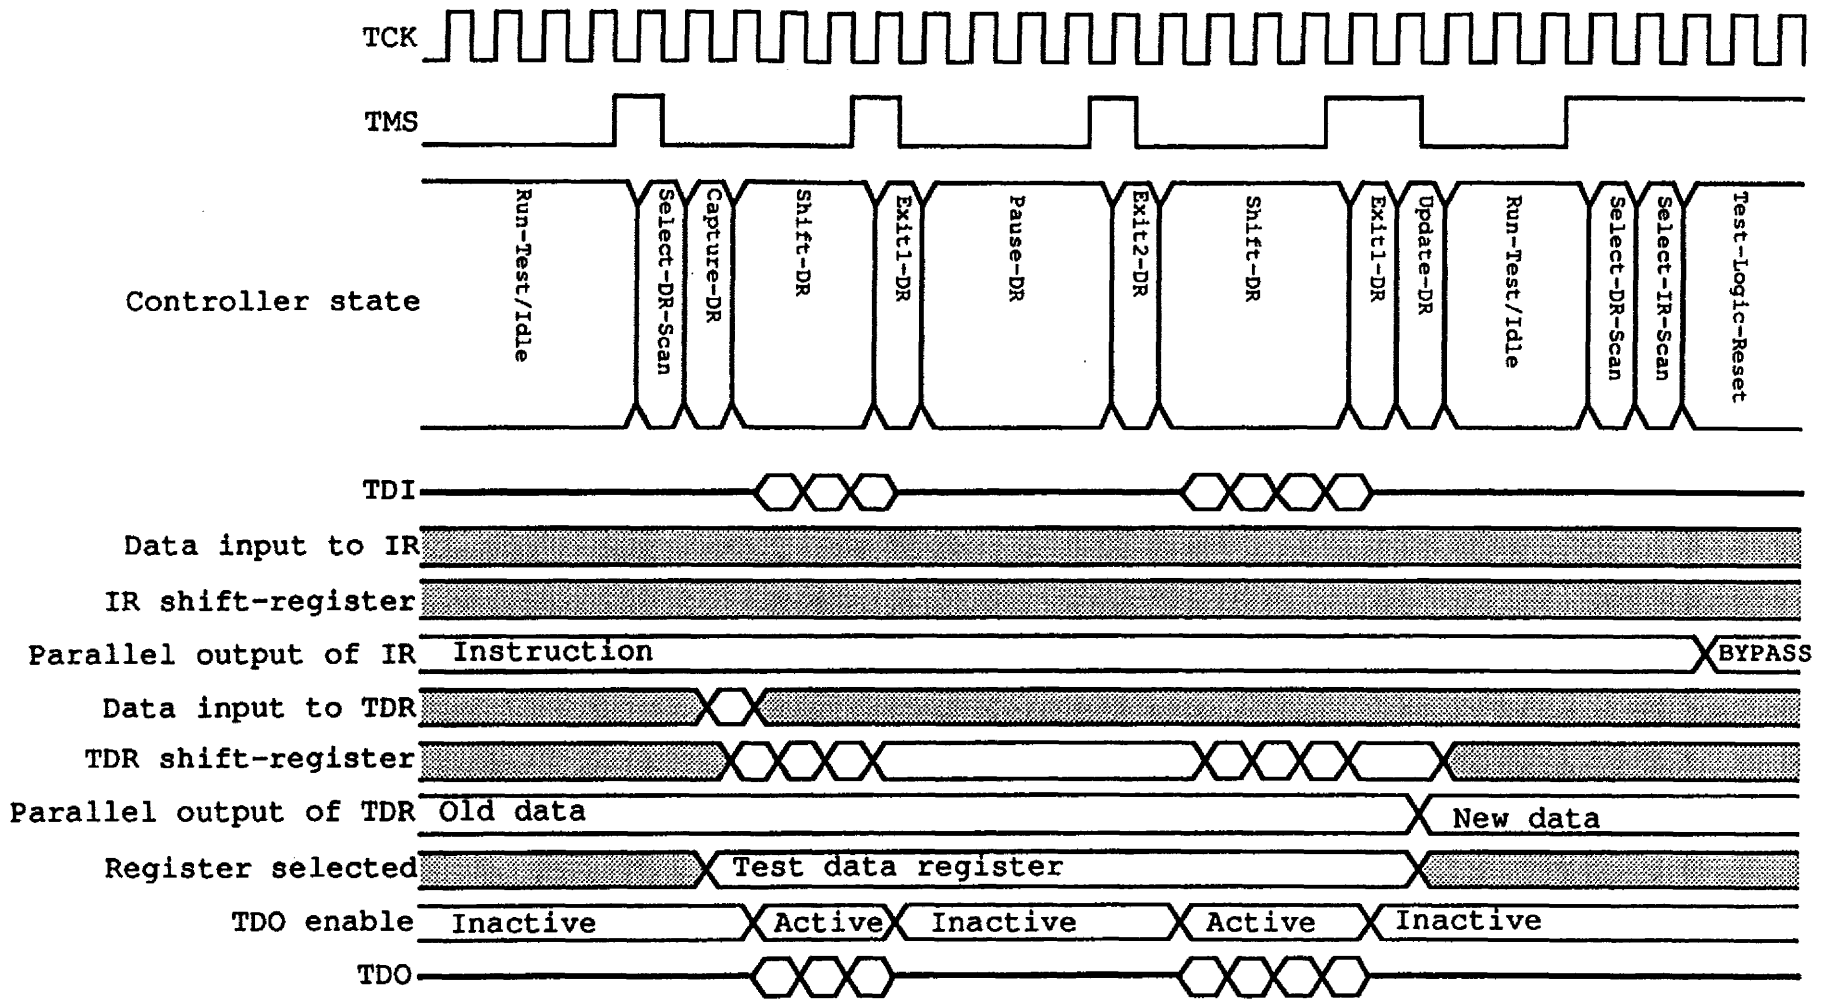 TCK
TMS
Controller state
Run-Test/Idle
Select-DR-Scan
Capture-DR
Shift-DR
Exit1-DR
Pause-DR
Exit2-DR
Shift-DR
Exit1-DR
Update-DR
Run-Test/Idle
Select-DR-Scan
Select-IR-Scan
Test-Logic-Reset
TDI
Data input to IR
IR shift-register
Parallel output of IR Instruction BYPASS
Data input to TDR
TDR shift-register
Parallel output of TDR Old data New data
Register selected Test data register
TDO enable Inactive Active Inactive Active Inactive
TDO